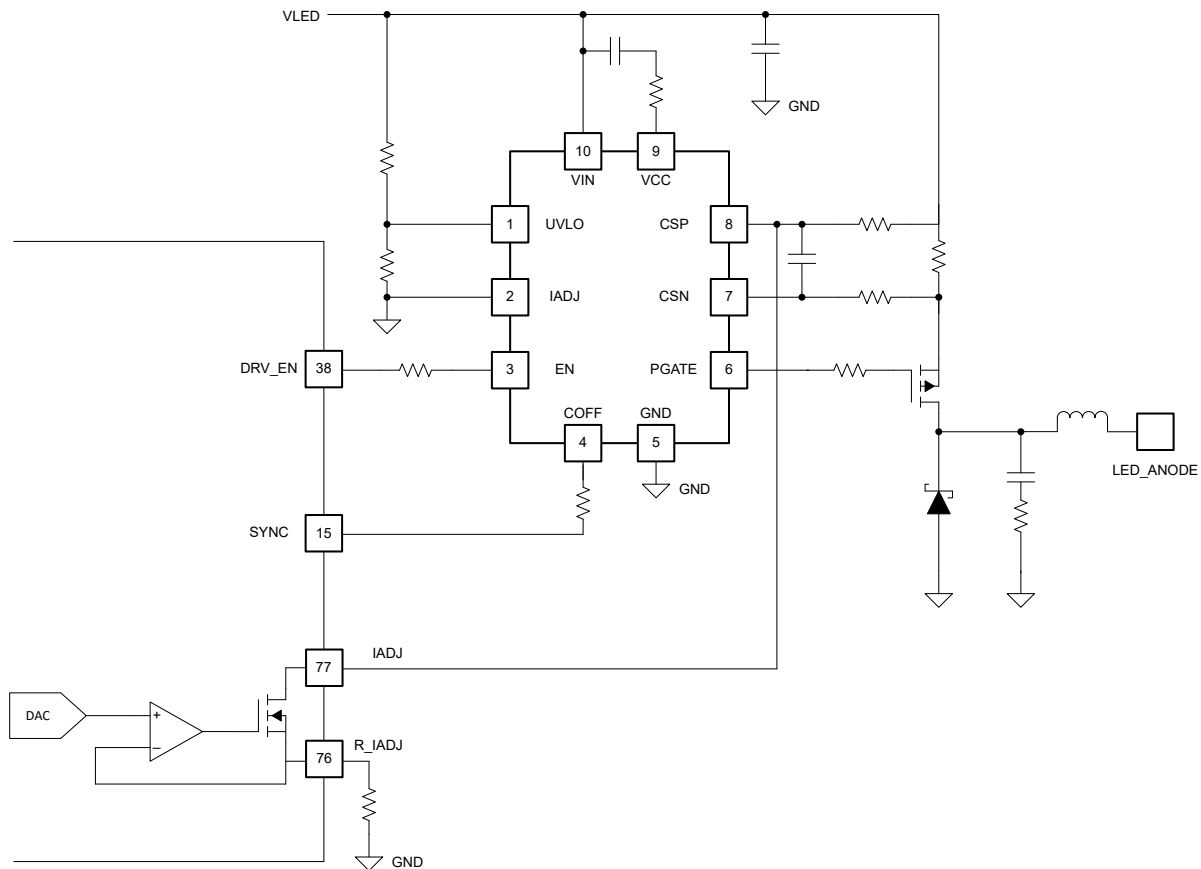 VLED
GND
10
9
VIN
VCC
1
UVLO
CSP
8
2
IADJ
CSN
7
DRV_EN
38
3
EN
PGATE
6
COFF
GND
4
5
GND
LED_ANODE
SYNC
15
IADJ
77
DAC
+
−
R_IADJ
76
GND